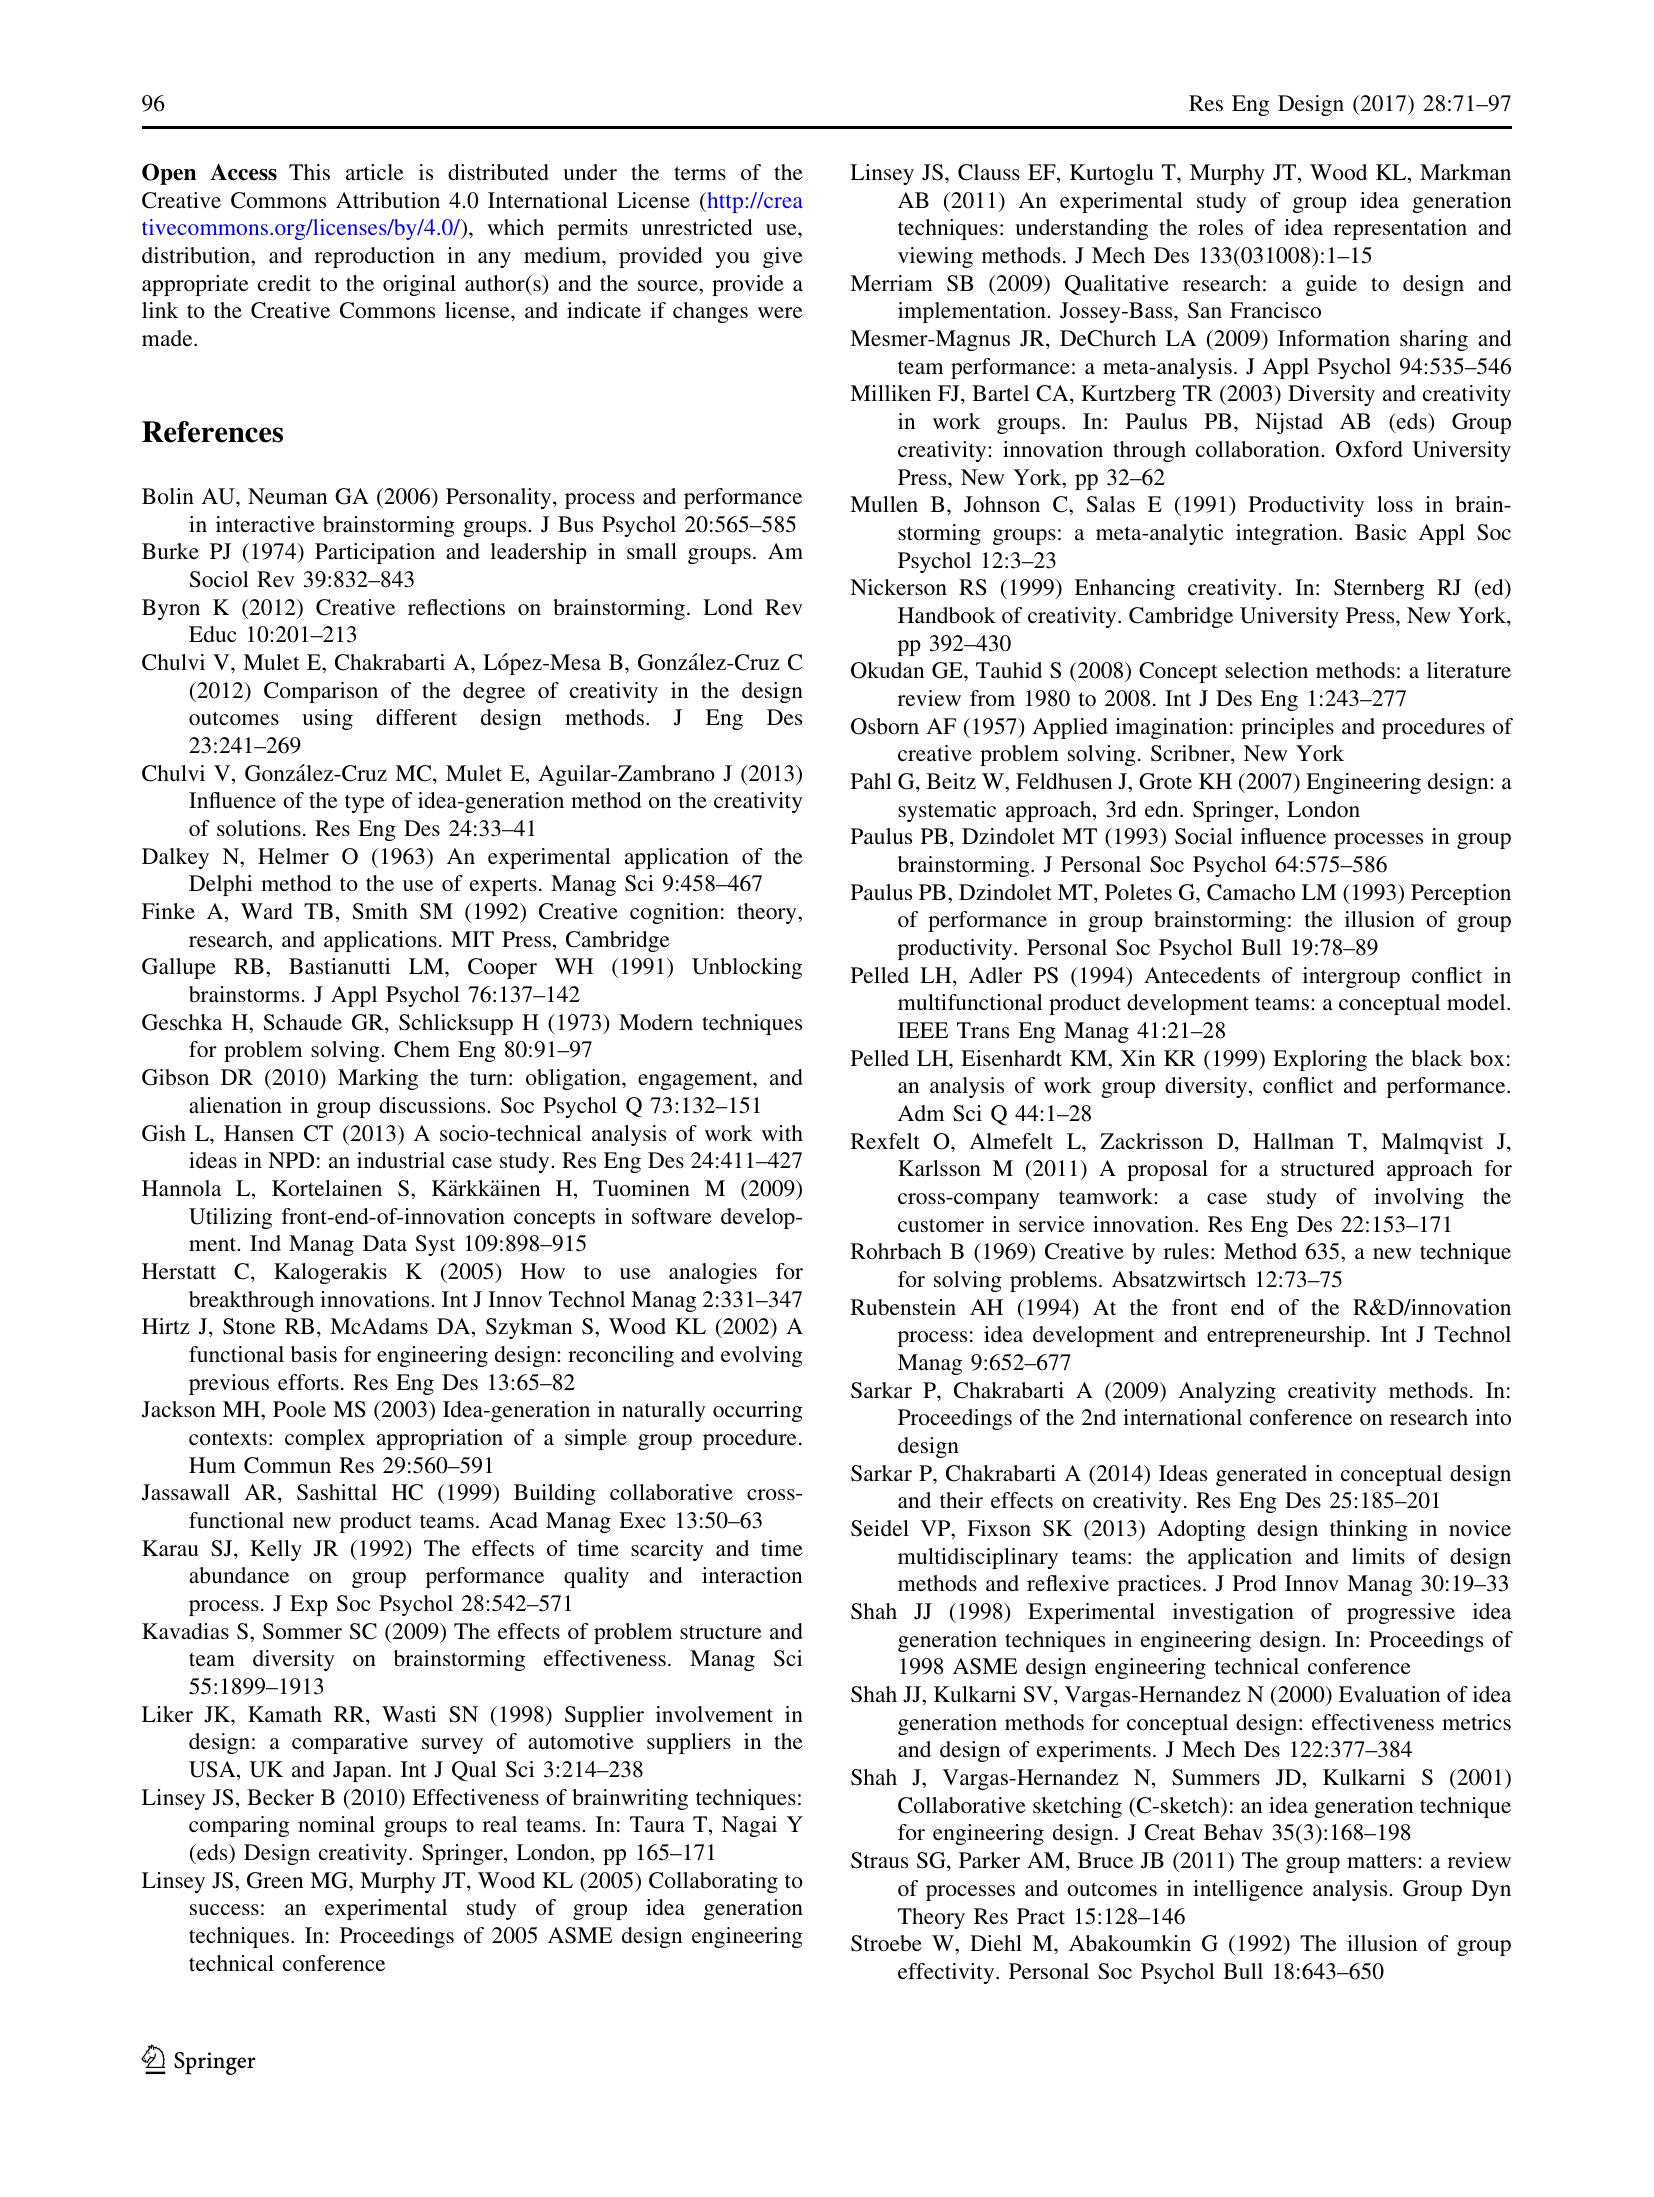 96
Res Eng Design (2017) 28:71–97
Open Access This article is distributed under the terms of the
Creative Commons Attribution 4.0 International License (http://crea
tivecommons.org/licenses/by/4.0/), which permits unrestricted use,
distribution, and reproduction in any medium, provided you give
appropriate credit to the original author(s) and the source, provide a
link to the Creative Commons license, and indicate if changes were
made.
References
Bolin AU, Neuman GA (2006) Personality, process and performance
in interactive brainstorming groups. J Bus Psychol 20:565–585
Burke PJ (1974) Participation and leadership in small groups. Am
Sociol Rev 39:832–843
Byron K (2012) Creative reflections on brainstorming. Lond Rev
Educ 10:201–213
Chulvi V, Mulet E, Chakrabarti A, López-Mesa B, González-Cruz C
(2012) Comparison of the degree of creativity in the design
outcomes using different design methods. J Eng Des
23:241–269
Chulvi V, González-Cruz MC, Mulet E, Aguilar-Zambrano J (2013)
Influence of the type of idea-generation method on the creativity
of solutions. Res Eng Des 24:33–41
Dalkey N, Helmer O (1963) An experimental application of the
Delphi method to the use of experts. Manag Sci 9:458–467
Finke A, Ward TB, Smith SM (1992) Creative cognition: theory,
research, and applications. MIT Press, Cambridge
Gallupe RB, Bastianutti LM, Cooper WH (1991) Unblocking
brainstorms. J Appl Psychol 76:137–142
Geschka H, Schaude GR, Schlicksupp H (1973) Modern techniques
for problem solving. Chem Eng 80:91–97
Gibson DR (2010) Marking the turn: obligation, engagement, and
alienation in group discussions. Soc Psychol Q 73:132–151
Gish L, Hansen CT (2013) A socio-technical analysis of work with
ideas in NPD: an industrial case study. Res Eng Des 24:411–427
Hannola L, Kortelainen S, Kärkkäinen H, Tuominen M (2009)
Utilizing front-end-of-innovation concepts in software develop-
ment. Ind Manag Data Syst 109:898–915
Herstatt C, Kalogerakis K (2005) How to use analogies for
breakthrough innovations. Int J Innov Technol Manag 2:331–347
Hirtz J, Stone RB, McAdams DA, Szykman S, Wood KL (2002) A
functional basis for engineering design: reconciling and evolving
previous efforts. Res Eng Des 13:65–82
Jackson MH, Poole MS (2003) Idea-generation in naturally occurring
contexts: complex appropriation of a simple group procedure.
Hum Commun Res 29:560–591
Jassawall AR, Sashittal HC (1999) Building collaborative cross-
functional new product teams. Acad Manag Exec 13:50–63
Karau SJ, Kelly JR (1992) The effects of time scarcity and time
abundance on group performance quality and interaction
process. J Exp Soc Psychol 28:542–571
Kavadias S, Sommer SC (2009) The effects of problem structure and
team diversity on brainstorming effectiveness. Manag Sci
55:1899–1913
Liker JK, Kamath RR, Wasti SN (1998) Supplier involvement in
design: a comparative survey of automotive suppliers in the
USA, UK and Japan. Int J Qual Sci 3:214–238
Linsey JS, Becker B (2010) Effectiveness of brainwriting techniques:
comparing nominal groups to real teams. In: Taura T, Nagai Y
(eds) Design creativity. Springer, London, pp 165–171
Linsey JS, Green MG, Murphy JT, Wood KL (2005) Collaborating to
success: an experimental study of group idea generation
techniques. In: Proceedings of 2005 ASME design engineering
technical conference
Linsey JS, Clauss EF, Kurtoglu T, Murphy JT, Wood KL, Markman
AB (2011) An experimental study of group idea generation
techniques: understanding the roles of idea representation and
viewing methods. J Mech Des 133(031008):1–15
Merriam SB (2009) Qualitative research: a guide to design and
implementation. Jossey-Bass, San Francisco
Mesmer-Magnus JR, DeChurch LA (2009) Information sharing and
team performance: a meta-analysis. J Appl Psychol 94:535–546
Milliken FJ, Bartel CA, Kurtzberg TR (2003) Diversity and creativity
in work groups. In: Paulus PB, Nijstad AB (eds) Group
creativity: innovation through collaboration. Oxford University
Press, New York, pp 32–62
Mullen B, Johnson C, Salas E (1991) Productivity loss in brain-
storming groups: a meta-analytic integration. Basic Appl Soc
Psychol 12:3–23
Nickerson RS (1999) Enhancing creativity. In: Sternberg RJ (ed)
Handbook of creativity. Cambridge University Press, New York,
pp 392–430
Okudan GE, Tauhid S (2008) Concept selection methods: a literature
review from 1980 to 2008. Int J Des Eng 1:243–277
Osborn AF (1957) Applied imagination: principles and procedures of
creative problem solving. Scribner, New York
Pahl G, Beitz W, Feldhusen J, Grote KH (2007) Engineering design: a
systematic approach, 3rd edn. Springer, London
Paulus PB, Dzindolet MT (1993) Social influence processes in group
brainstorming. J Personal Soc Psychol 64:575–586
Paulus PB, Dzindolet MT, Poletes G, Camacho LM (1993) Perception
of performance in group brainstorming: the illusion of group
productivity. Personal Soc Psychol Bull 19:78–89
Pelled LH, Adler PS (1994) Antecedents of intergroup conflict in
multifunctional product development teams: a conceptual model.
IEEE Trans Eng Manag 41:21–28
Pelled LH, Eisenhardt KM, Xin KR (1999) Exploring the black box:
an analysis of work group diversity, conflict and performance.
Adm Sci Q 44:1–28
Rexfelt O, Almefelt L, Zackrisson D, Hallman T, Malmqvist J,
Karlsson M (2011) A proposal for a structured approach for
cross-company teamwork: a case study of involving the
customer in service innovation. Res Eng Des 22:153–171
Rohrbach B (1969) Creative by rules: Method 635, a new technique
for solving problems. Absatzwirtsch 12:73–75
Rubenstein AH (1994) At the front end of the R&D/innovation
process: idea development and entrepreneurship. Int J Technol
Manag 9:652–677
Sarkar P, Chakrabarti A (2009) Analyzing creativity methods. In:
Proceedings of the 2nd international conference on research into
design
Sarkar P, Chakrabarti A (2014) Ideas generated in conceptual design
and their effects on creativity. Res Eng Des 25:185–201
Seidel VP, Fixson SK (2013) Adopting design thinking in novice
multidisciplinary teams: the application and limits of design
methods and reflexive practices. J Prod Innov Manag 30:19–33
Shah JJ (1998) Experimental investigation of progressive idea
generation techniques in engineering design. In: Proceedings of
1998 ASME design engineering technical conference
Shah JJ, Kulkarni SV, Vargas-Hernandez N (2000) Evaluation of idea
generation methods for conceptual design: effectiveness metrics
and design of experiments. J Mech Des 122:377–384
Shah J, Vargas-Hernandez N, Summers JD, Kulkarni S (2001)
Collaborative sketching (C-sketch): an idea generation technique
for engineering design. J Creat Behav 35(3):168–198
Straus SG, Parker AM, Bruce JB (2011) The group matters: a review
of processes and outcomes in intelligence analysis. Group Dyn
Theory Res Pract 15:128–146
Stroebe W, Diehl M, Abakoumkin G (1992) The illusion of group
effectivity. Personal Soc Psychol Bull 18:643–650
Springer